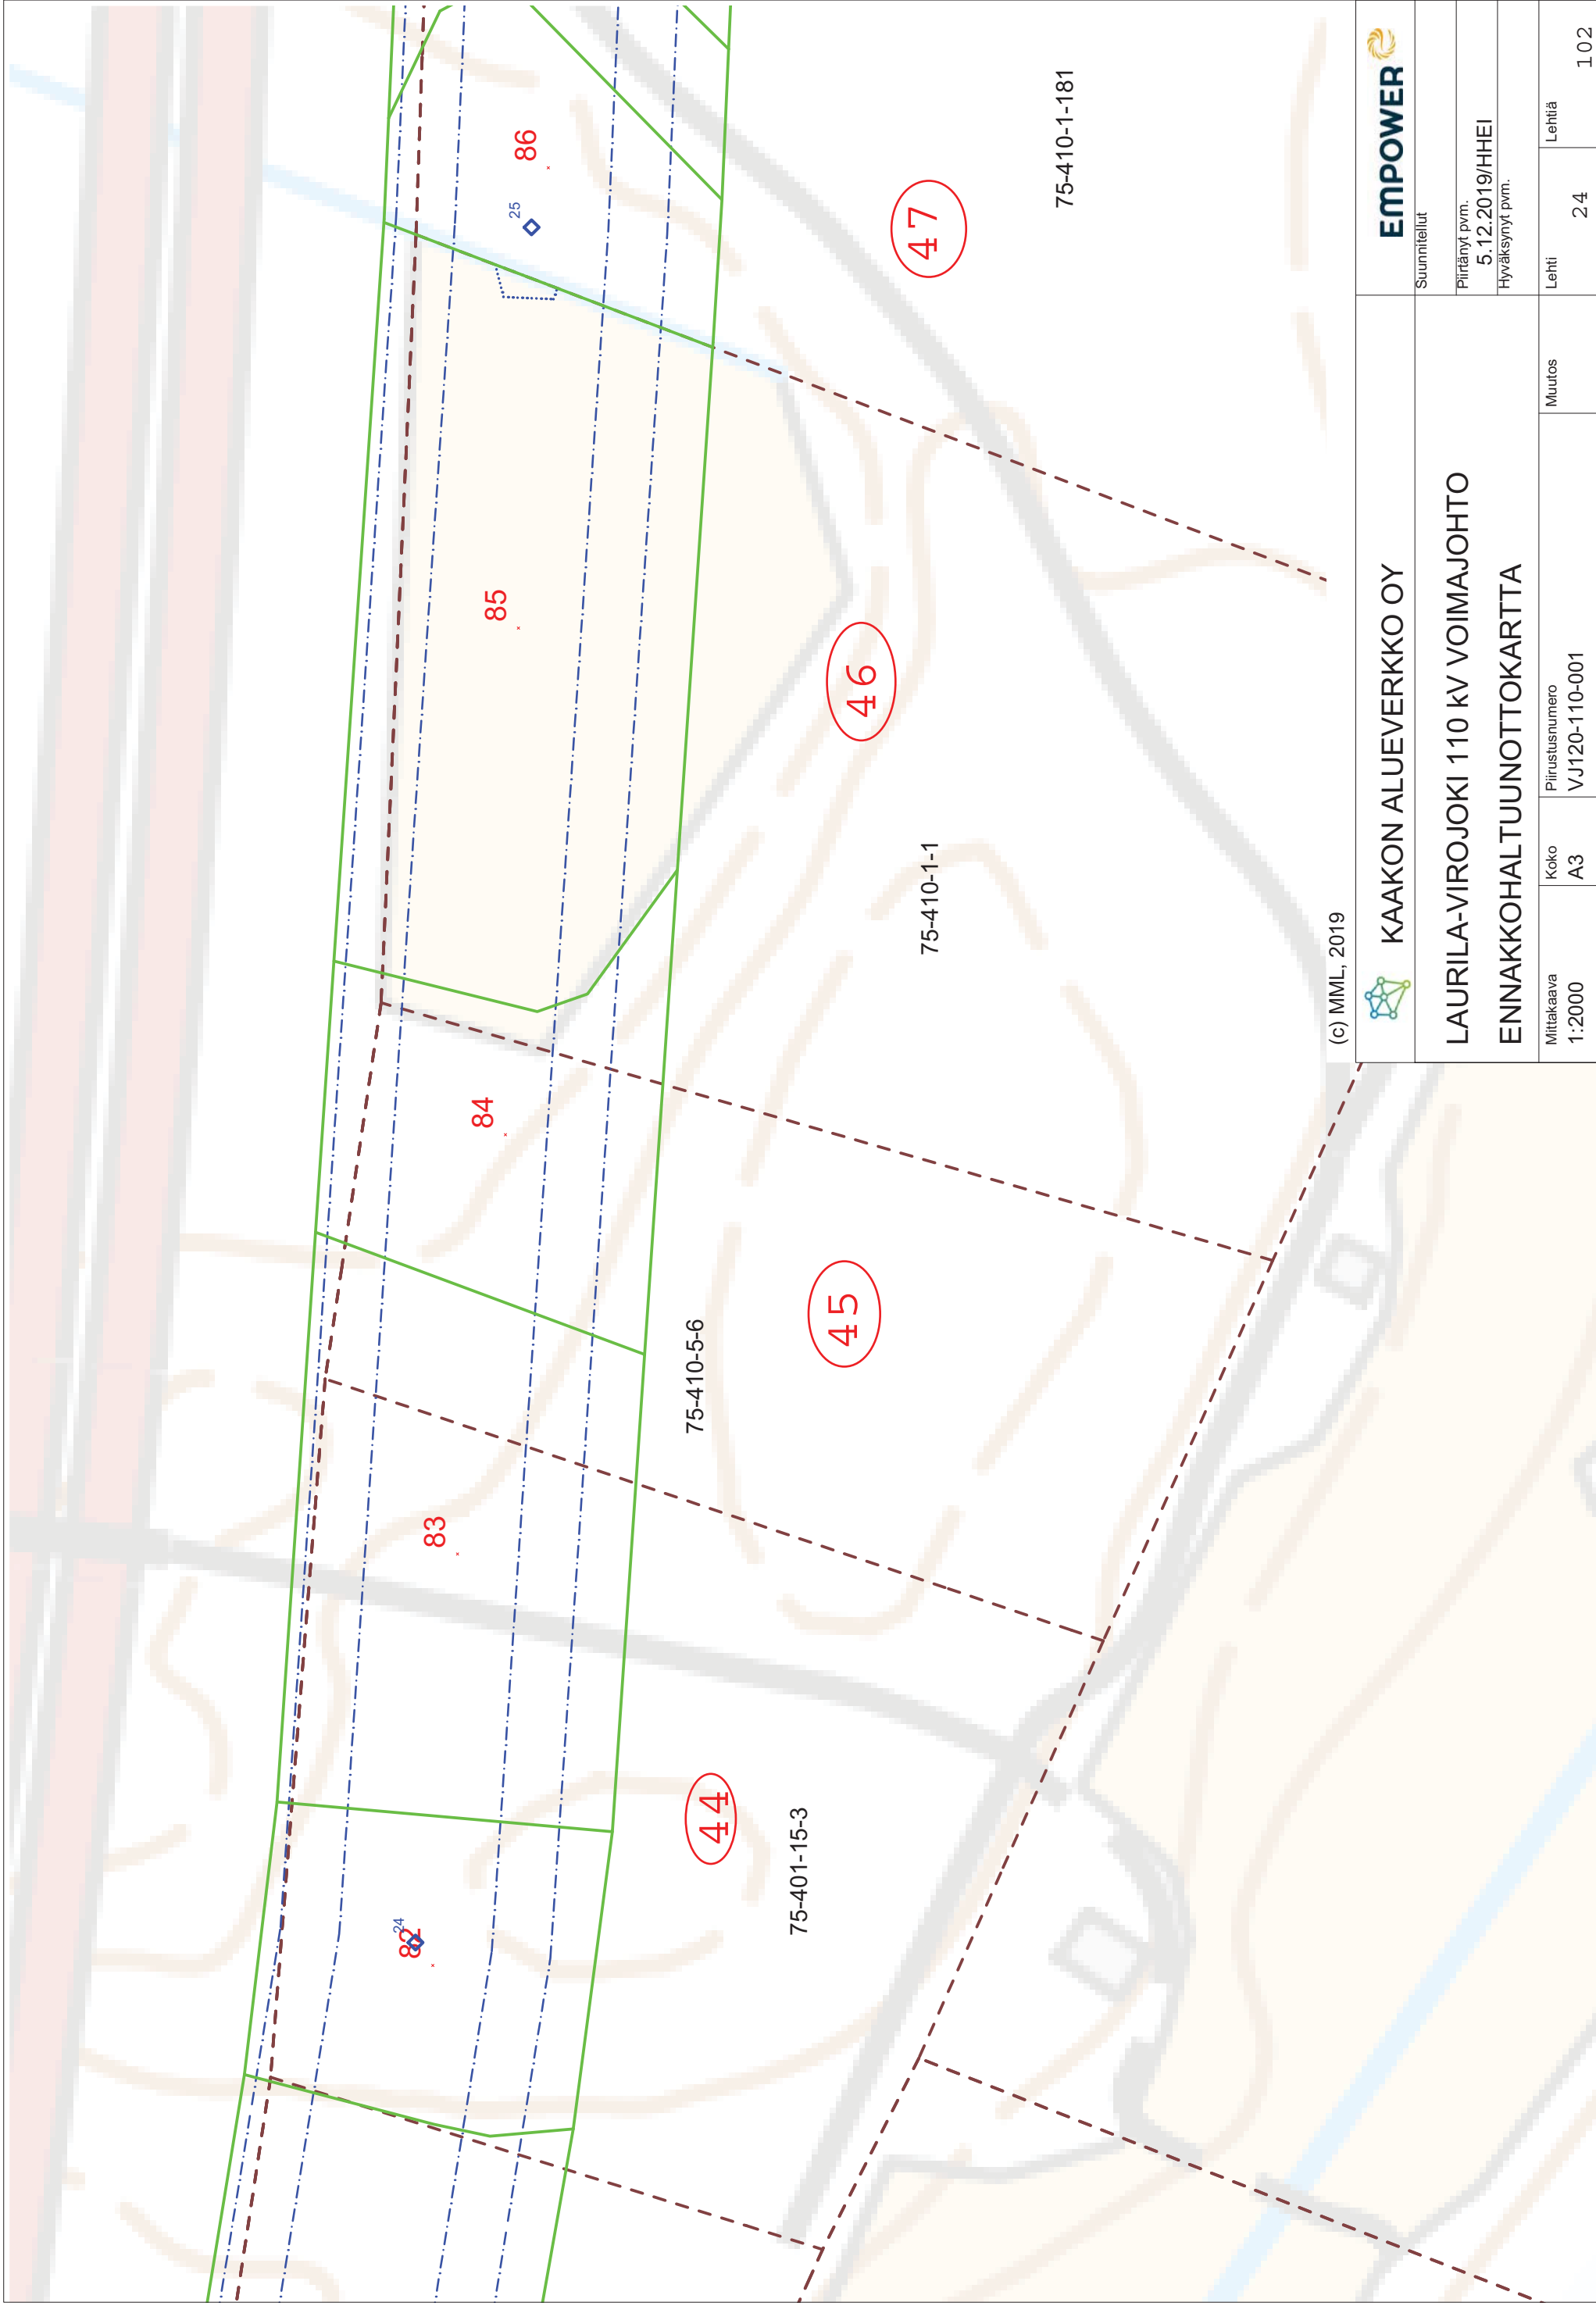 82
24
83
84
85
86
25
44
75-401-15-3
75-410-5-6
45
46
75-410-1-1
47
75-410-1-181
(c) MML, 2019
KAAKON ALUEVERKKO OY
EMPOWER
LAURILA-VIROJOKI 110 kV VOIMAJOHTO
ENNAKKOHALTUUNOTTOKARTTA
Suunnitellut
Piirtänyt pvm.
5.12.2019/HHEI
Hyväksynyt pvm.
Mittakaava
1:2000
Koko
A3
Piirustusnumero
VJ120-110-001
Muutos
Lehti
24
Lehtiä
102